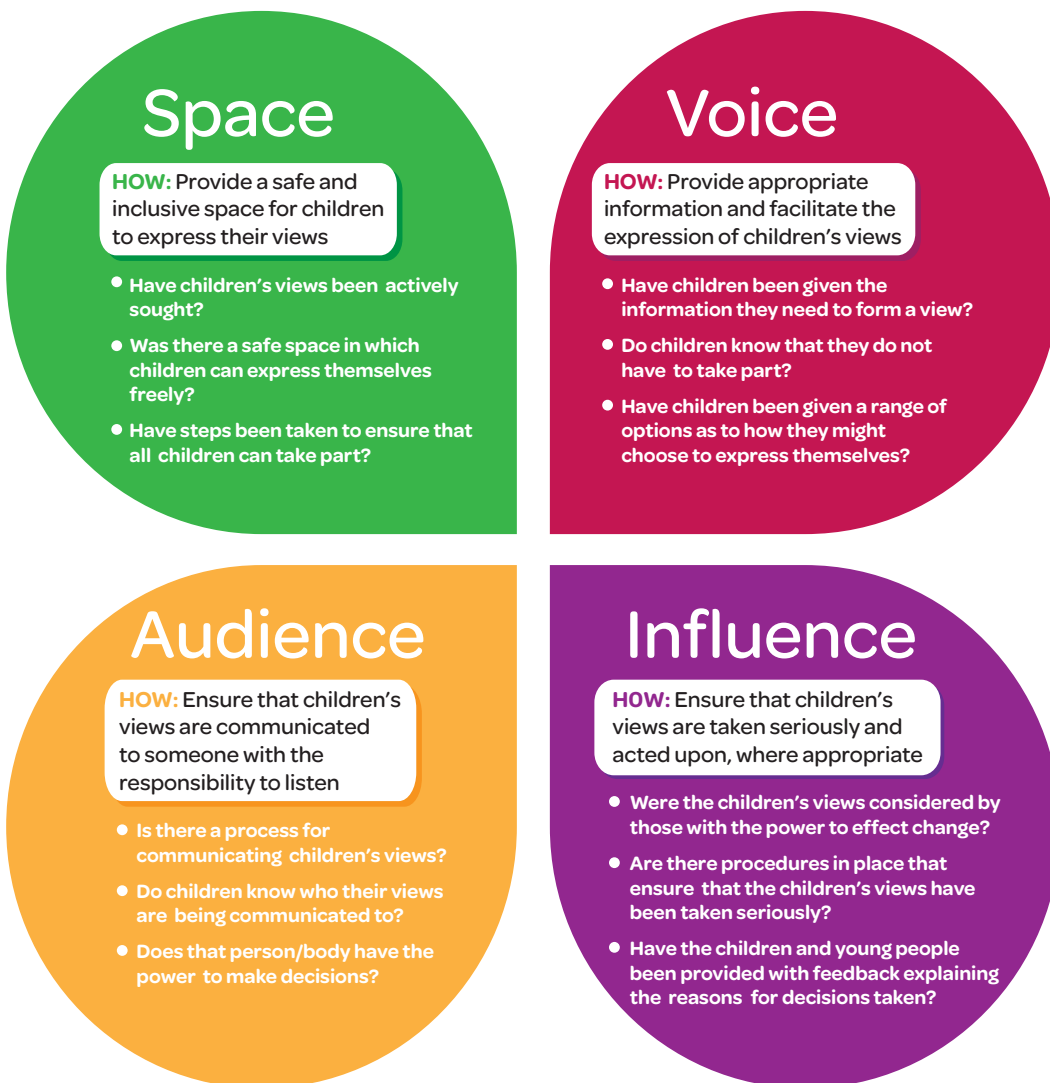 Space
HOW: Provide a safe and
inclusive space for children
to express their views
• Have children’s views been actively
sought?
• Was there a safe space in which
children can express themselves
freely?
• Have steps been taken to ensure that
all children can take part?
Voice
HOW: Provide appropriate
information and facilitate the
expression of children’s views
• Have children been given the
information they need to form a view?
• Do children know that they do not
have to take part?
• Have children been given a range of
options as to how they might
choose to express themselves?
Audience
HOW: Ensure that children’s
views are communicated
to someone with the
responsibility to listen
• Is there a process for
communicating children’s views?
• Do children know who their views
are being communicated to?
• Does that person/body have the
power to make decisions?
Influence
HOW: Ensure that children’s
views are taken seriously and
acted upon, where appropriate
• Were the children’s views considered by
those with the power to effect change?
• Are there procedures in place that
ensure that the children’s views have
been taken seriously?
• Have the children and young people
been provided with feedback explaining
the reasons for decisions taken?